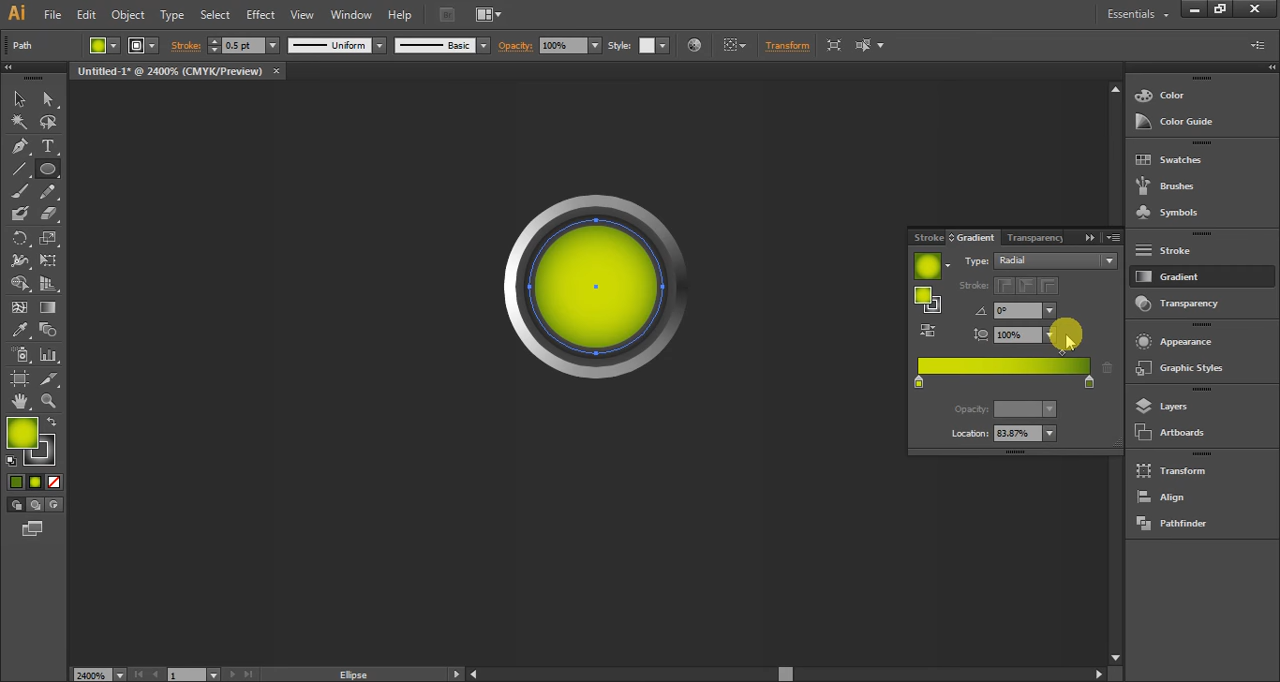 Ai File Edit Object Type Select Effect View Window Help Essentials
Path Stroke: 0.5 pt Uniform Basic Opacity: 100% Style: Transform
Untitled-1* @ 2400% (CMYK/Preview)
Color
Color Guide
Swatches
Brushes
Symbols
Stroke
Gradient
Transparency
Appearance
Graphic Styles
Layers
Artboards
Transform
Align
Pathfinder
Stroke Gradient Transparency
Type: Radial
Stroke:
0°
100%
Opacity:
Location: 83.87%
T
2400% 1 Ellipse